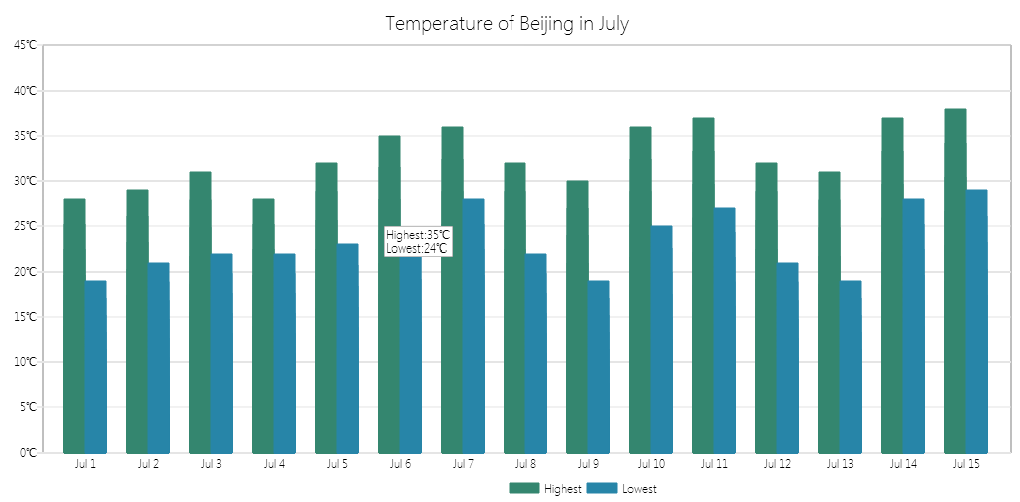 Temperature of Beijing in July
45℃
40℃
35℃
30℃
25℃
20℃
15℃
10℃
5℃
0℃
Highest:35℃
Lowest:24℃
Jul 1 Jul 2 Jul 3 Jul 4 Jul 5 Jul 6 Jul 7 Jul 8 Jul 9 Jul 10 Jul 11 Jul 12 Jul 13 Jul 14 Jul 15
Highest Lowest